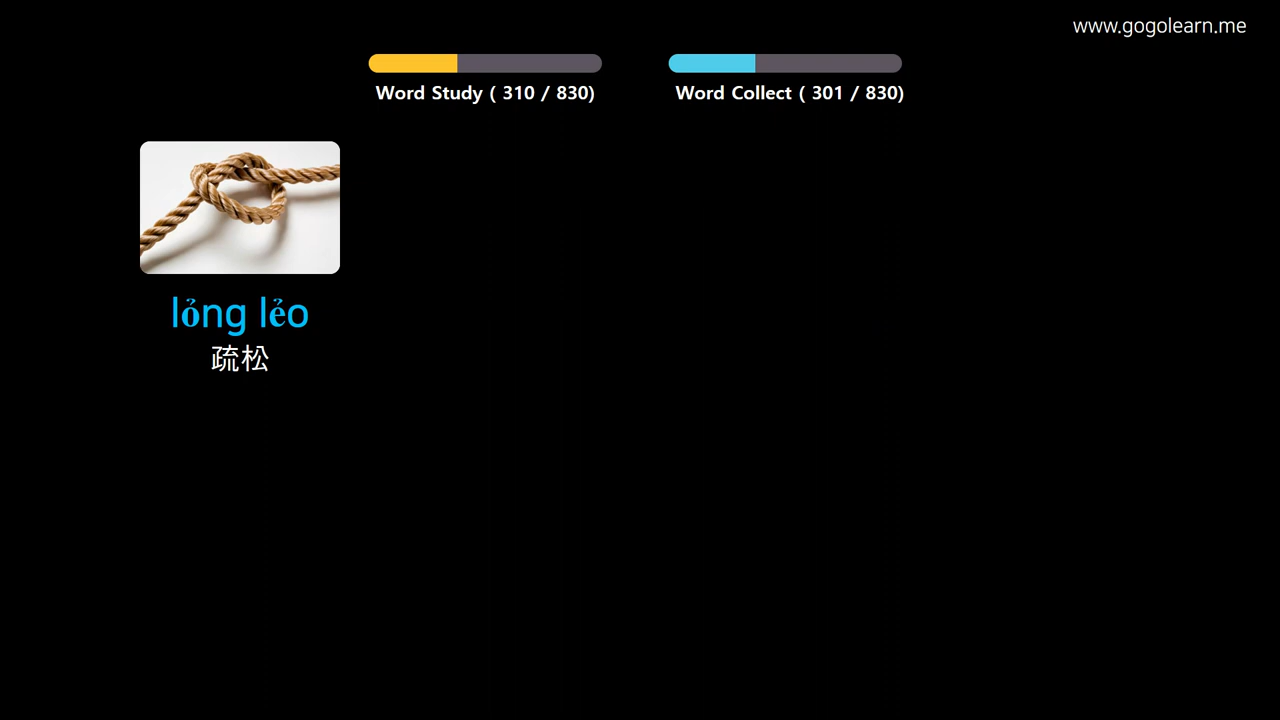 www.gogolearn.me
Word Study ( 310 / 830)
Word Collect ( 301 / 830)
lỏng lẻo
疏松